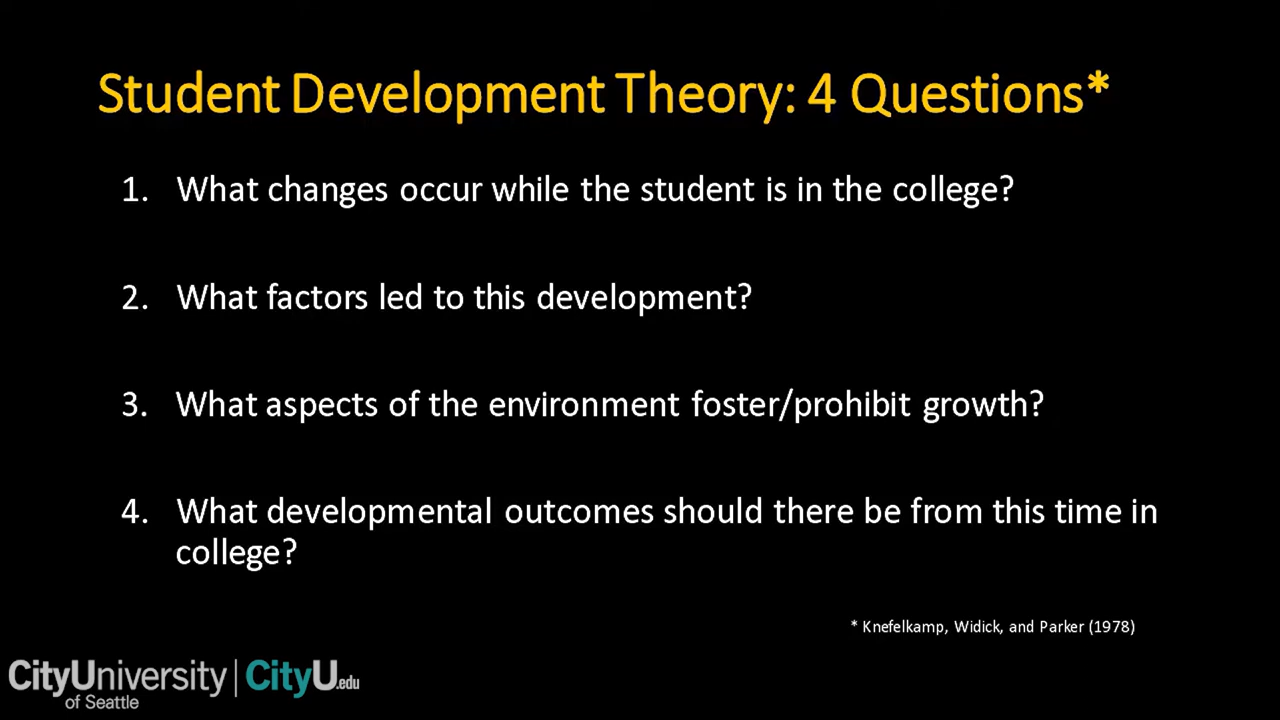 Student Development Theory: 4 Questions*
1. What changes occur while the student is in the college?
2. What factors led to this development?
3. What aspects of the environment foster/prohibit growth?
4. What developmental outcomes should there be from this time in
college?
* Knefelkamp, Widick, and Parker (1978)
CityUniversity | CityU.edu
of Seattle